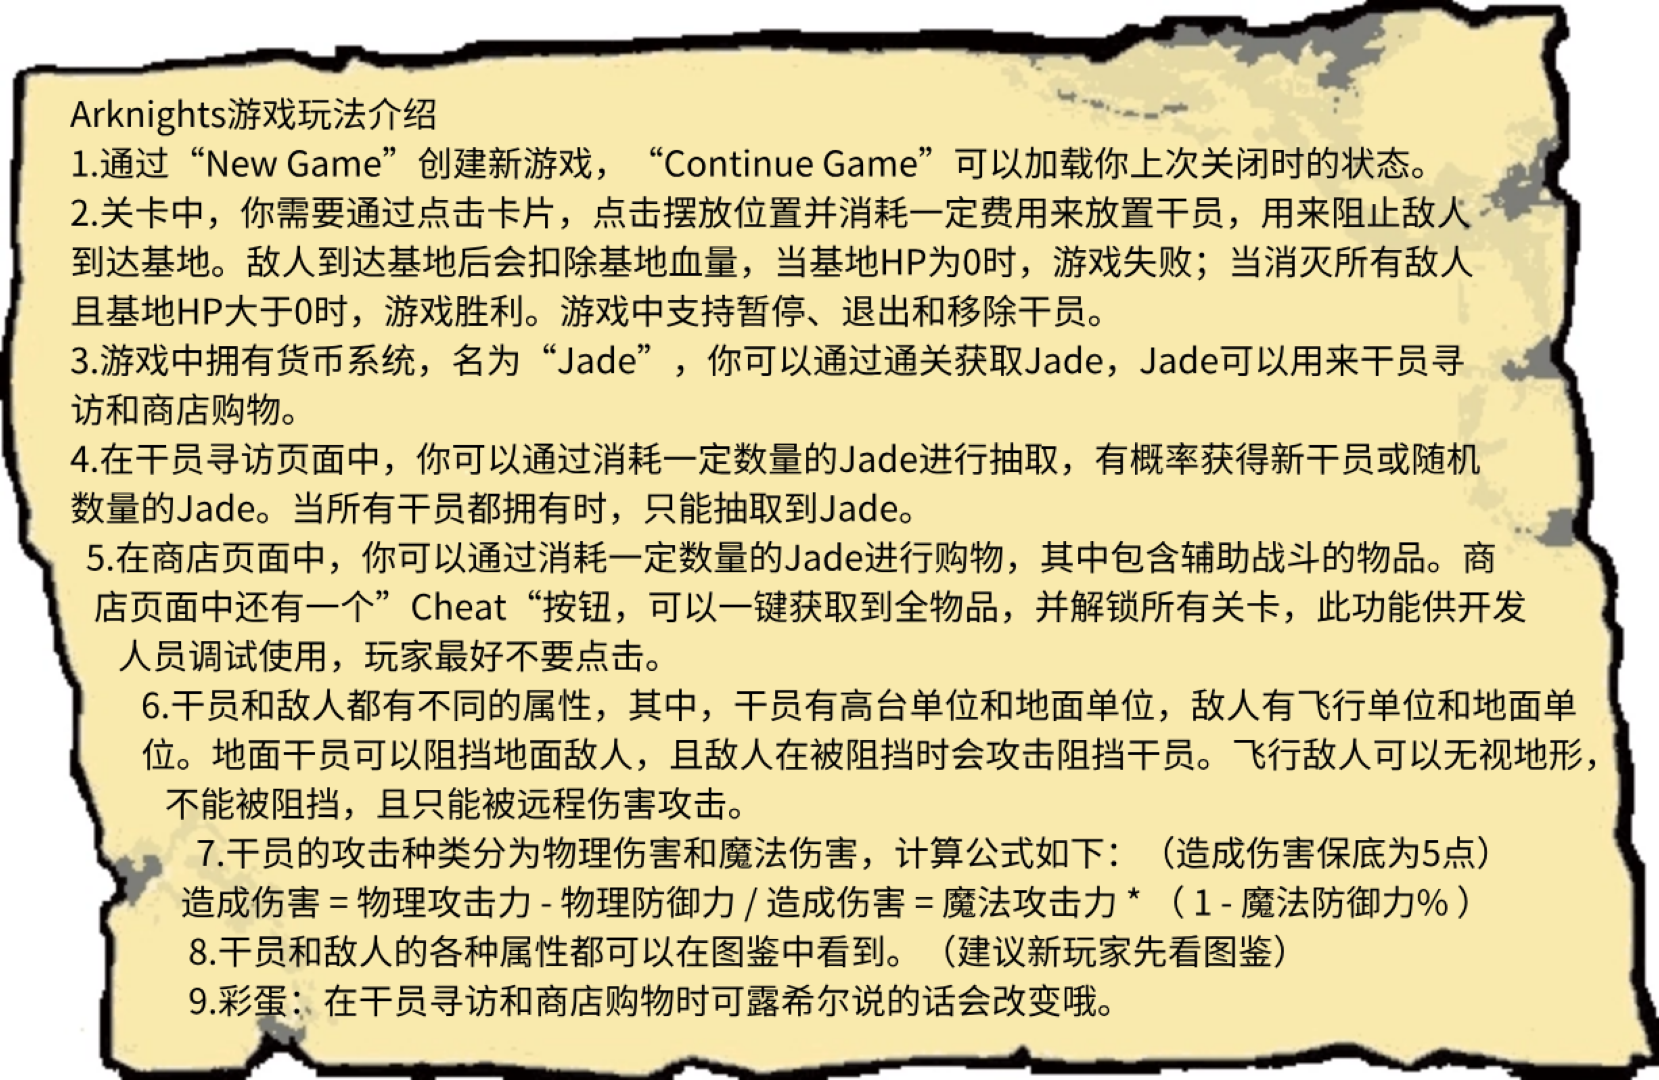 Arknights游戏玩法介绍
1.通过“New Game”创建新游戏，“Continue Game”可以加载你上次关闭时的状态。
2.关卡中，你需要通过点击卡片，点击摆放位置并消耗一定费用来放置干员，用来阻止敌人
到达基地。敌人到达基地后会扣除基地血量，当基地HP为0时，游戏失败；当消灭所有敌人
且基地HP大于0时，游戏胜利。游戏中支持暂停、退出和移除干员。
3.游戏中拥有货币系统，名为“Jade”，你可以通过通关获取Jade，Jade可以用来干员寻
访和商店购物。
4.在干员寻访页面中，你可以通过消耗一定数量的Jade进行抽取，有概率获得新干员或随机
数量的Jade。当所有干员都拥有时，只能抽取到Jade。
5.在商店页面中，你可以通过消耗一定数量的Jade进行购物，其中包含辅助战斗的物品。商
店页面中还有一个”Cheat“按钮，可以一键获取到全物品，并解锁所有关卡，此功能供开发
人员调试使用，玩家最好不要点击。
6.干员和敌人都有不同的属性，其中，干员有高台单位和地面单位，敌人有飞行单位和地面单
位。地面干员可以阻挡地面敌人，且敌人在被阻挡时会攻击阻挡干员。飞行敌人可以无视地形，
不能被阻挡，且只能被远程伤害攻击。
7.干员的攻击种类分为物理伤害和魔法伤害，计算公式如下：（造成伤害保底为5点）
造成伤害 = 物理攻击力 - 物理防御力 / 造成伤害 = 魔法攻击力 * （ 1 - 魔法防御力% ）
8.干员和敌人的各种属性都可以在图鉴中看到。（建议新玩家先看图鉴）
9.彩蛋：在干员寻访和商店购物时可露希尔说的话会改变哦。